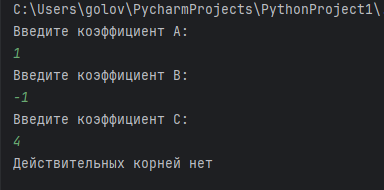 C:\Users\golov\PycharmProjects\PythonProject1\
Введите коэффициент A:
1
Введите коэффициент B:
-1
Введите коэффициент C:
4
Действительных корней нет